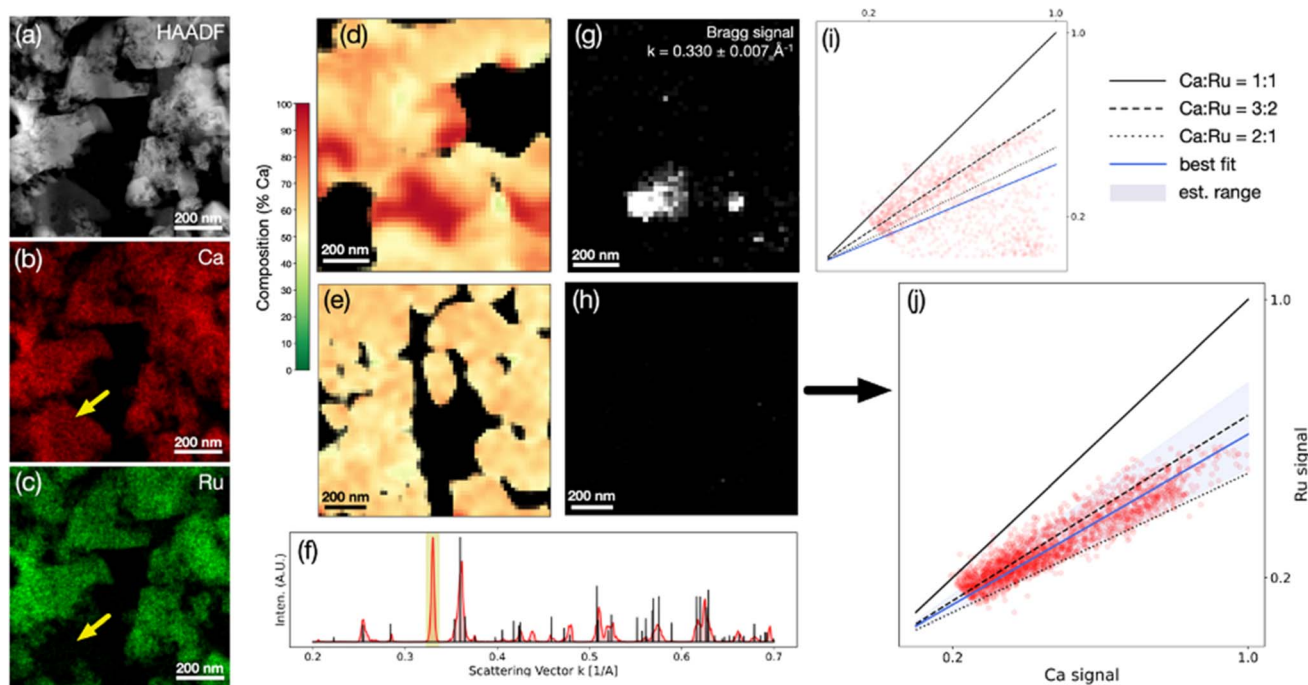 (a) HAADF
200 nm
(b) Ca
200 nm
(c) Ru
200 nm
Composition (% Ca)
100
90
80
70
60
50
40
30
20
10
0
(d)
200 nm
(e)
200 nm
(g) Bragg signal
k = 0.330 ± 0.007 Å⁻¹
200 nm
(h)
200 nm
(f)
Inten. (A.U.)
0.2 0.3 0.4 0.5 0.6 0.7
Scattering Vector k [1/A]
(i)
0.2 1.0
1.0
0.2
Ca:Ru = 1:1
Ca:Ru = 3:2
Ca:Ru = 2:1
best fit
est. range
(j)
1.0
Ru signal
0.2
0.2 1.0
Ca signal